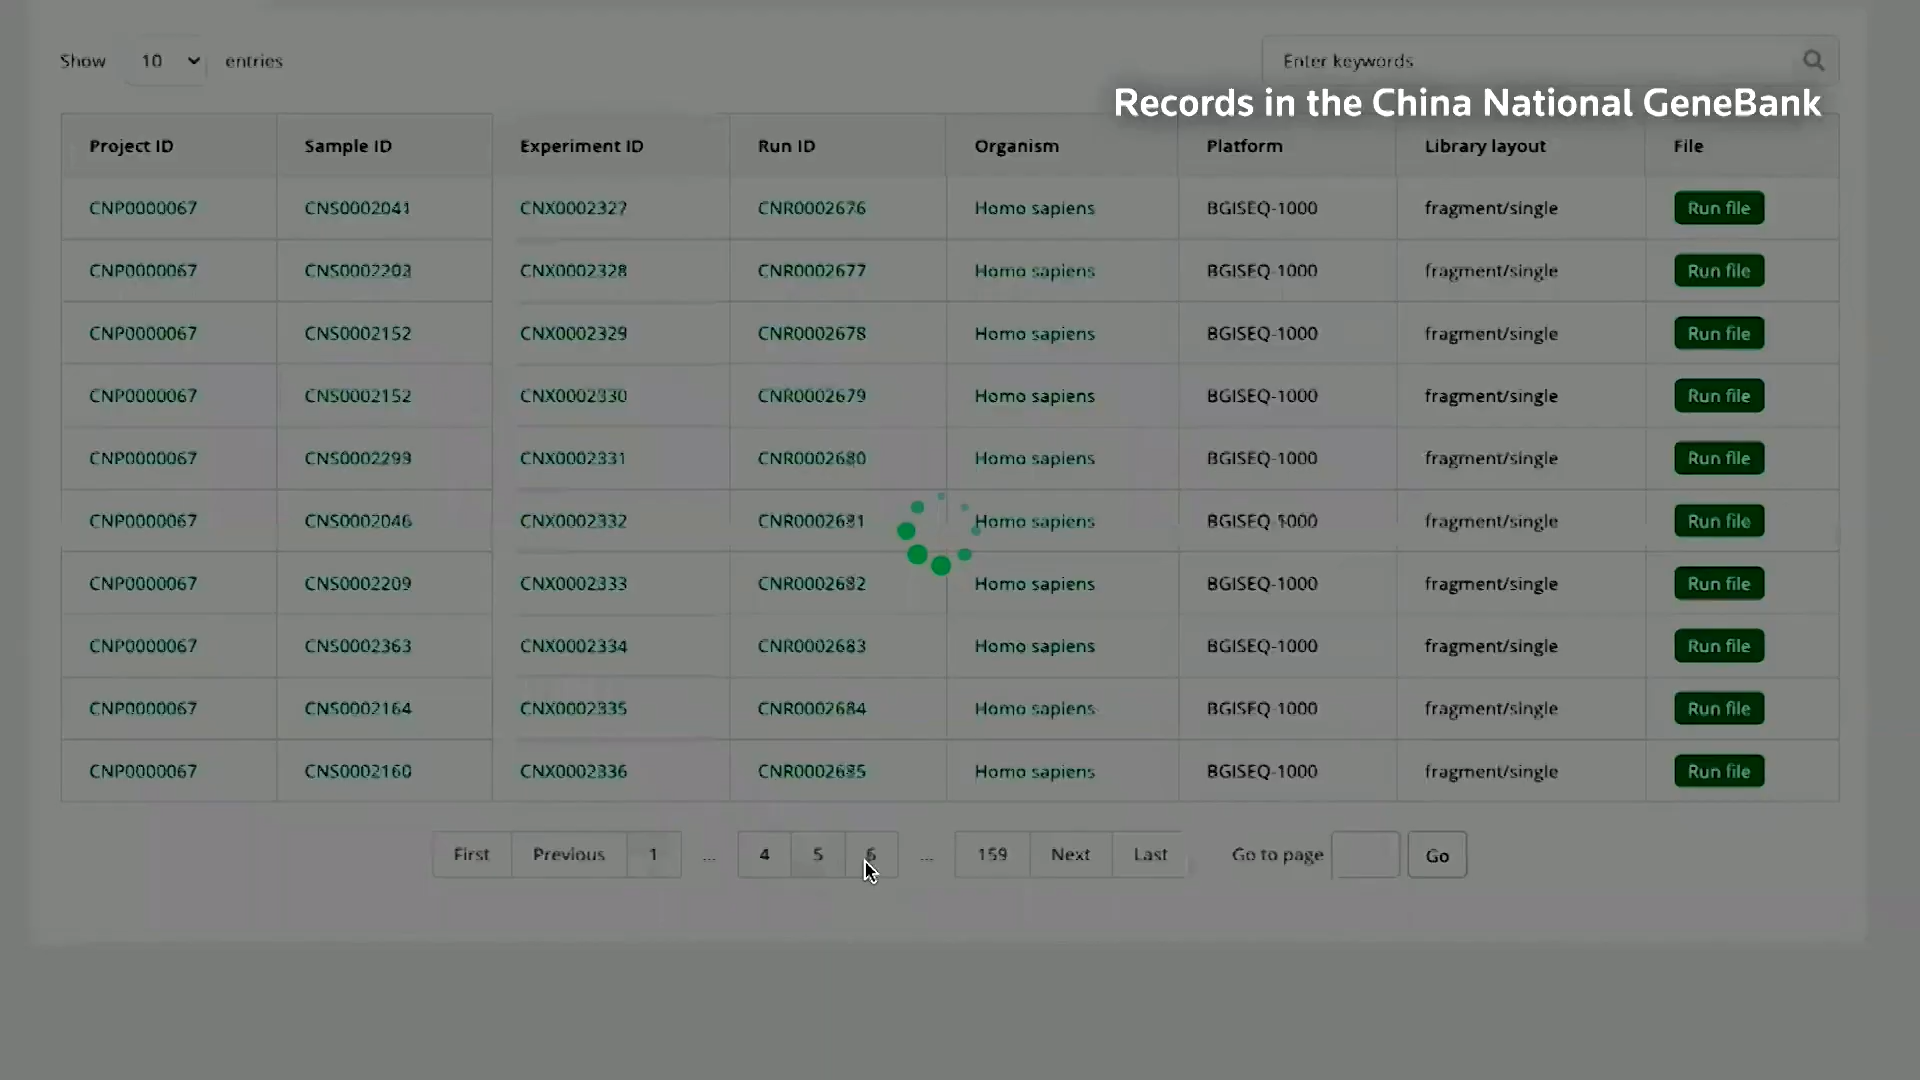 Show 10 entries Enter keywords
Records in the China National GeneBank
Project ID Sample ID Experiment ID Run ID Organism Platform Library layout File
CNP0000067 CNS0002041 CNX0002327 CNR0002676 Homo sapiens BGISEQ-1000 fragment/single Run file
CNP0000067 CNS0002202 CNX0002328 CNR0002677 Homo sapiens BGISEQ-1000 fragment/single Run file
CNP0000067 CNS0002152 CNX0002329 CNR0002678 Homo sapiens BGISEQ-1000 fragment/single Run file
CNP0000067 CNS0002152 CNX0002330 CNR0002679 Homo sapiens BGISEQ-1000 fragment/single Run file
CNP0000067 CNS0002293 CNX0002331 CNR0002680 Homo sapiens BGISEQ-1000 fragment/single Run file
CNP0000067 CNS0002046 CNX0002332 CNR0002681 Homo sapiens BGISEQ-1000 fragment/single Run file
CNP0000067 CNS0002209 CNX0002333 CNR0002682 Homo sapiens BGISEQ-1000 fragment/single Run file
CNP0000067 CNS0002363 CNX0002334 CNR0002683 Homo sapiens BGISEQ-1000 fragment/single Run file
CNP0000067 CNS0002164 CNX0002335 CNR0002684 Homo sapiens BGISEQ-1000 fragment/single Run file
CNP0000067 CNS0002160 CNX0002336 CNR0002685 Homo sapiens BGISEQ-1000 fragment/single Run file
First Previous 1 ... 4 5 6 ... 159 Next Last Go to page Go